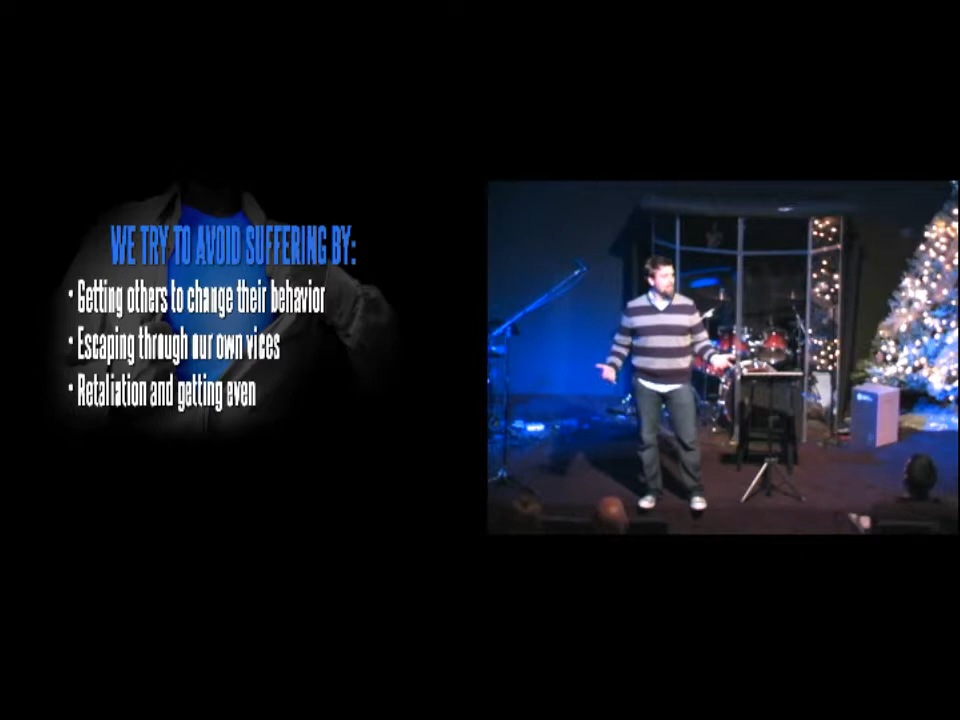 WE TRY TO AVOID SUFFERING BY:
• Getting others to change their behavior
• Escaping through our own vices
• Retaliation and getting even